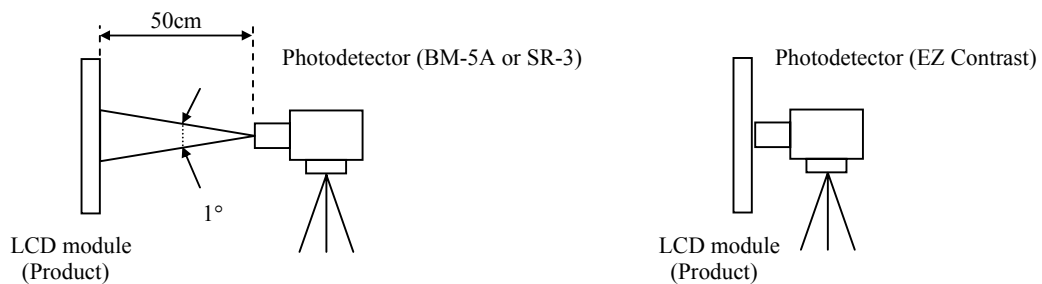 50cm
Photodetector (BM-5A or SR-3)
1°
LCD module
(Product)
Photodetector (EZ Contrast)
LCD module
(Product)